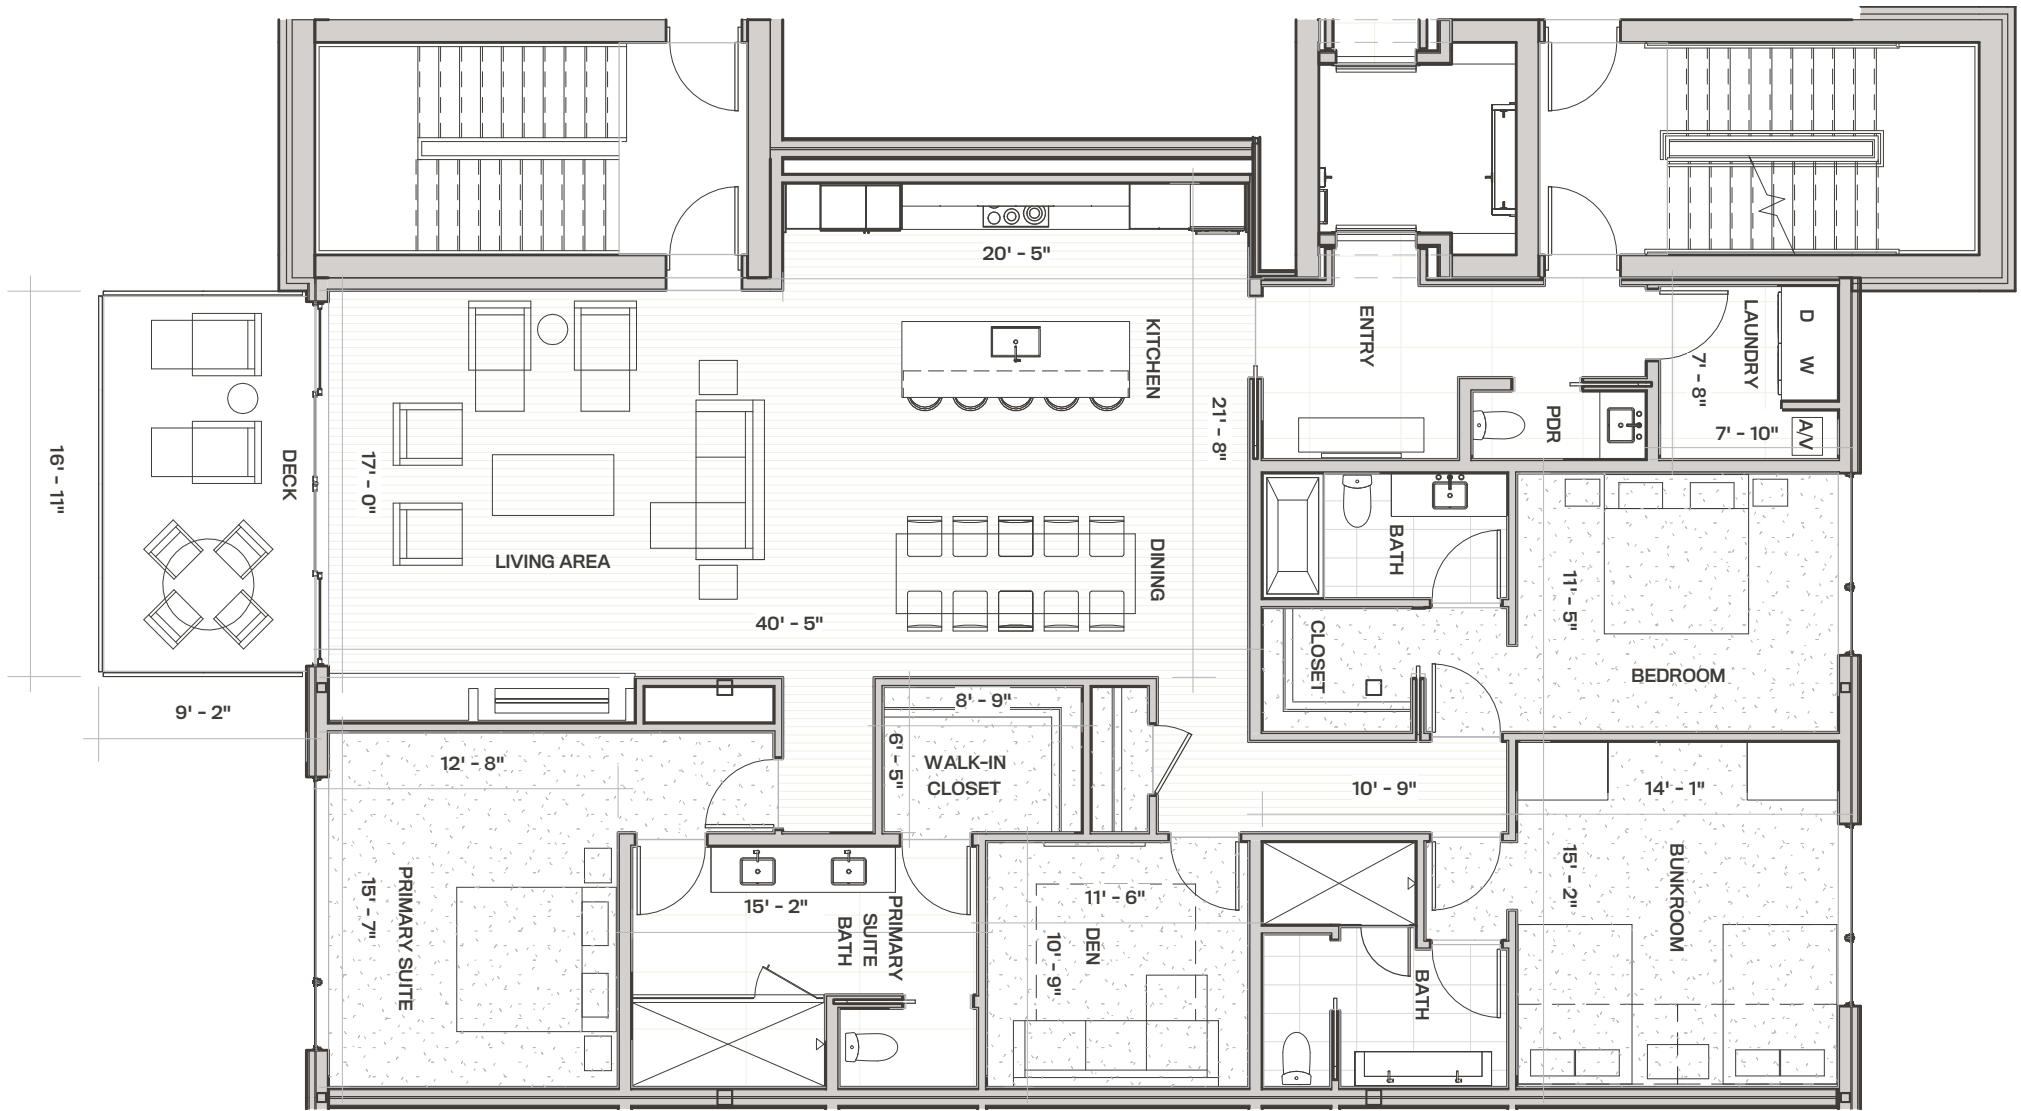 20' - 5"
KITCHEN
ENTRY
LAUNDRY
D
W
7' - 8"
21' - 8"
PDR
7' - 10"
A/V
16' - 11"
DECK
17' - 0"
LIVING AREA
DINING
BATH
11' - 5"
40' - 5"
CLOSET
BEDROOM
9' - 2"
8' - 9"
6' - 5"
WALK-IN
CLOSET
12' - 8"
10' - 9"
14' - 1"
PRIMARY SUITE
15' - 7"
15' - 2"
PRIMARY
SUITE
BATH
11' - 6"
DEN
10' - 9"
15' - 2"
BUNKROOM
BATH